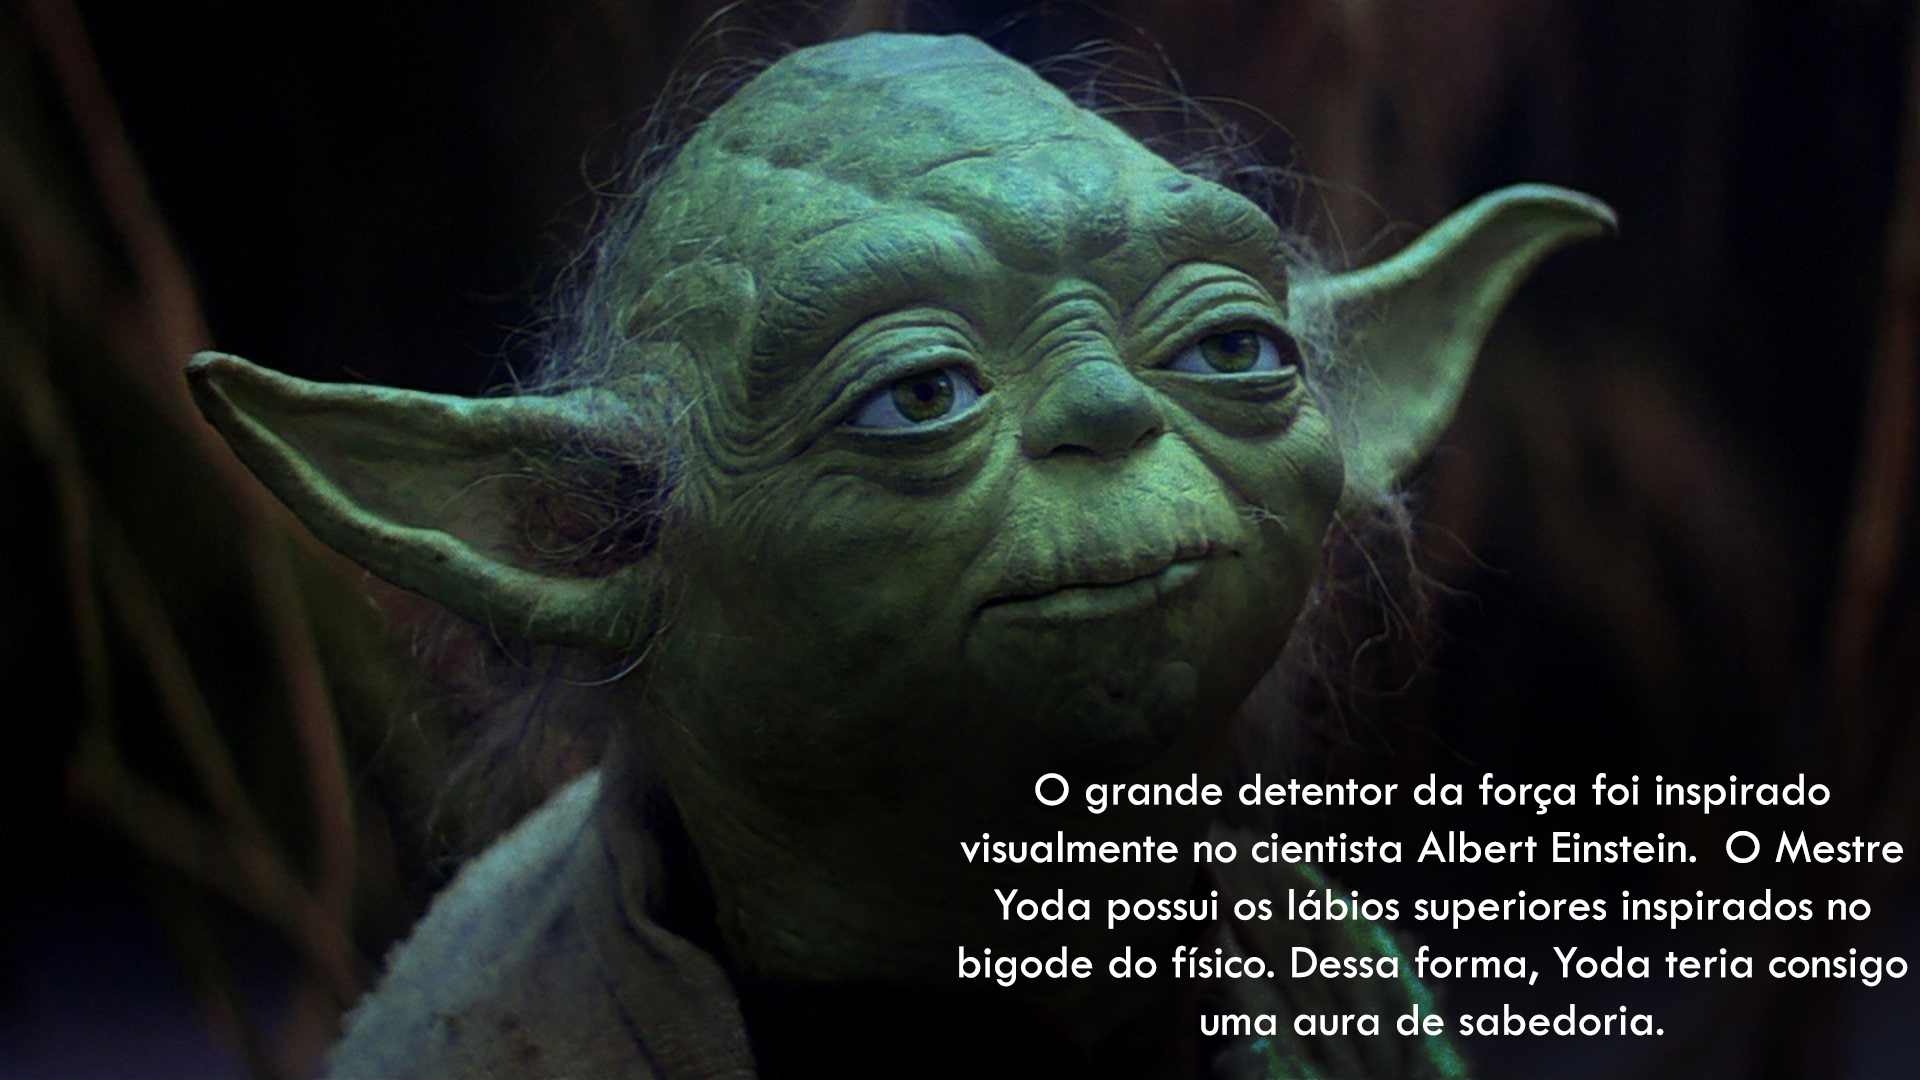 O grande detentor da força foi inspirado
visualmente no cientista Albert Einstein.  O Mestre
Yoda possui os lábios superiores inspirados no
bigode do físico. Dessa forma, Yoda teria consigo
uma aura de sabedoria.